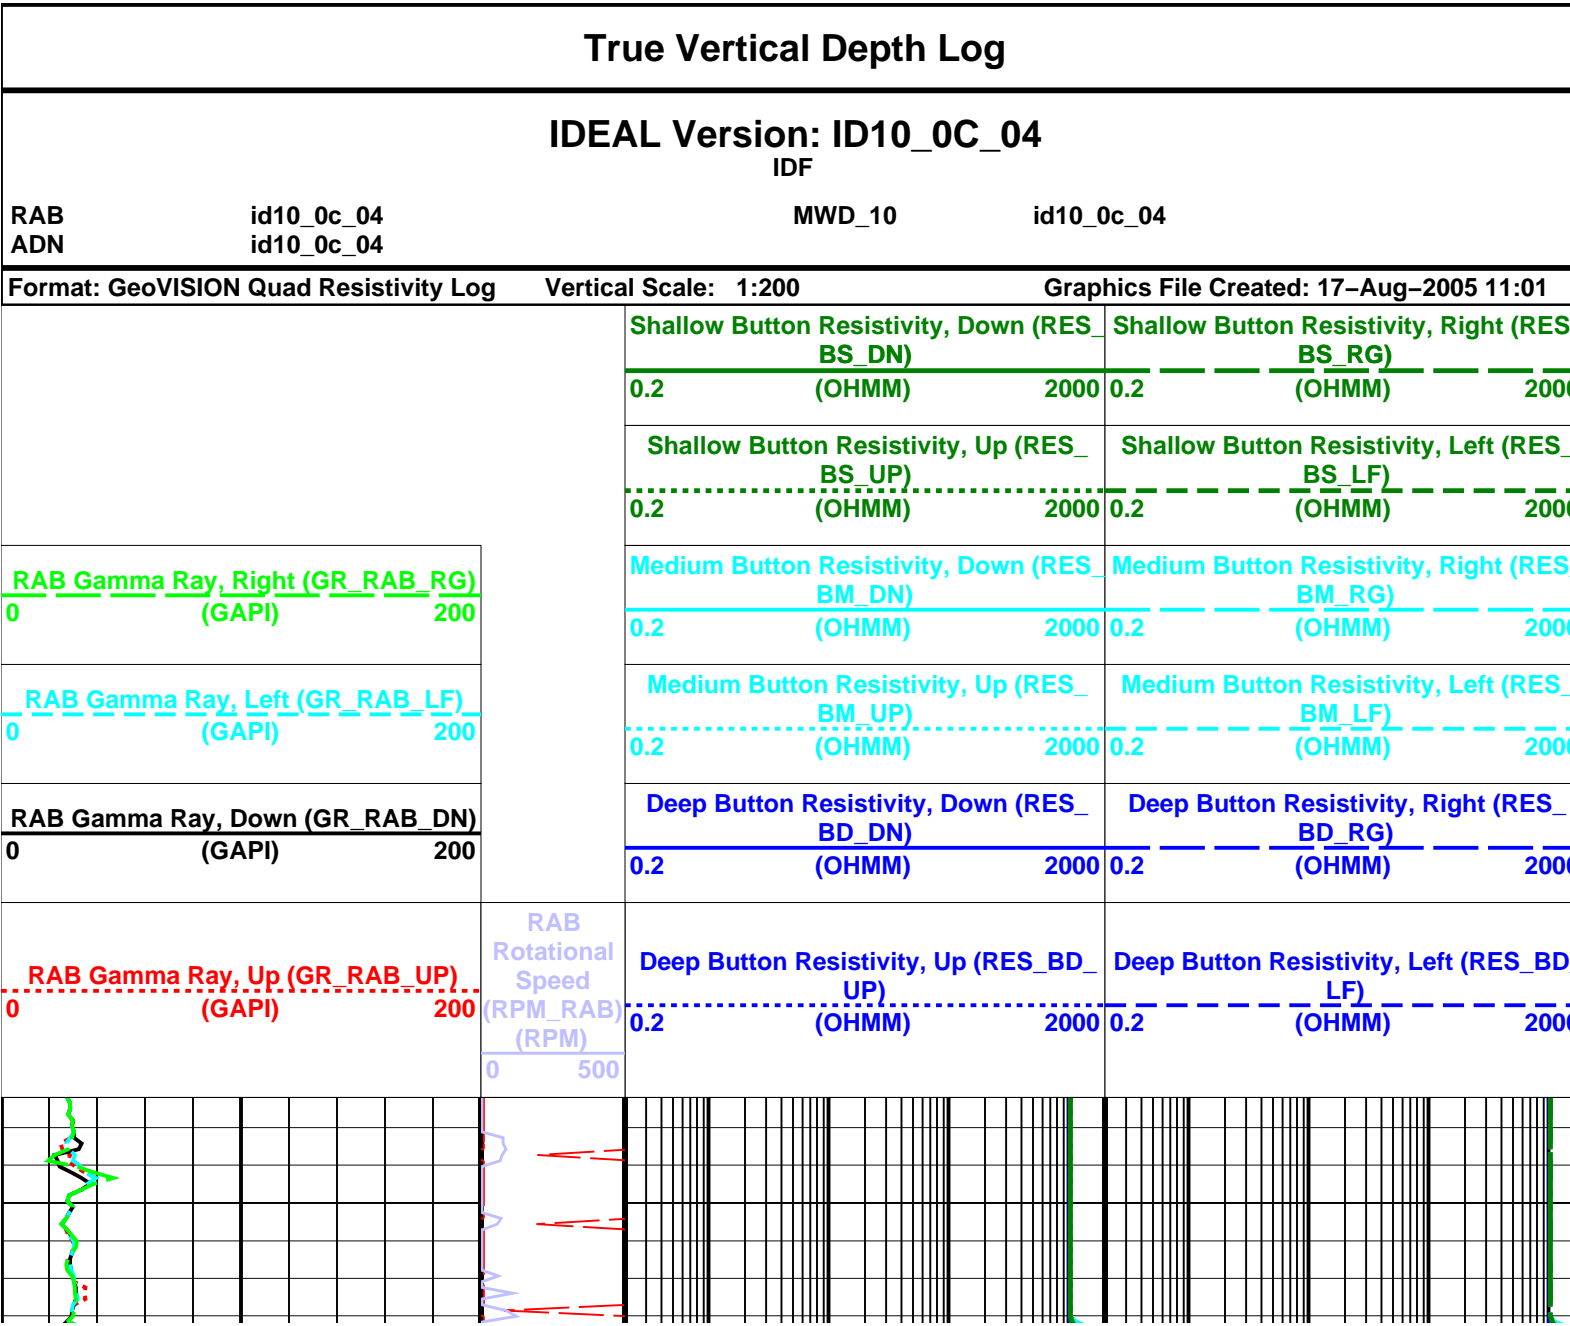 True Vertical Depth Log
IDEAL Version: ID10_0C_04
IDF
RAB id10_0c_04 MWD_10 id10_0c_04
ADN id10_0c_04
Format: GeoVISION Quad Resistivity Log Vertical Scale: 1:200 Graphics File Created: 17-Aug-2005 11:01
Shallow Button Resistivity, Down (RES_
BS_DN)
0.2 (OHMM) 2000
Shallow Button Resistivity, Right (RES
BS_RG)
0.2 (OHMM) 2000
Shallow Button Resistivity, Up (RES_
BS_UP)
0.2 (OHMM) 2000
Shallow Button Resistivity, Left (RES_
BS_LF)
0.2 (OHMM) 2000
RAB Gamma Ray, Right (GR_RAB_RG)
0 (GAPI) 200
Medium Button Resistivity, Down (RES_
BM_DN)
0.2 (OHMM) 2000
Medium Button Resistivity, Right (RES
BM_RG)
0.2 (OHMM) 2000
RAB Gamma Ray, Left (GR_RAB_LF)
0 (GAPI) 200
Medium Button Resistivity, Up (RES_
BM_UP)
0.2 (OHMM) 2000
Medium Button Resistivity, Left (RES_
BM_LF)
0.2 (OHMM) 2000
RAB Gamma Ray, Down (GR_RAB_DN)
0 (GAPI) 200
Deep Button Resistivity, Down (RES_
BD_DN)
0.2 (OHMM) 2000
Deep Button Resistivity, Right (RES_
BD_RG)
0.2 (OHMM) 2000
RAB Gamma Ray, Up (GR_RAB_UP)
0 (GAPI) 200
RAB
Rotational
Speed
(RPM_RAB)
(RPM)
0 500
Deep Button Resistivity, Up (RES_BD_
UP)
0.2 (OHMM) 2000
Deep Button Resistivity, Left (RES_BD
LF)
0.2 (OHMM) 2000